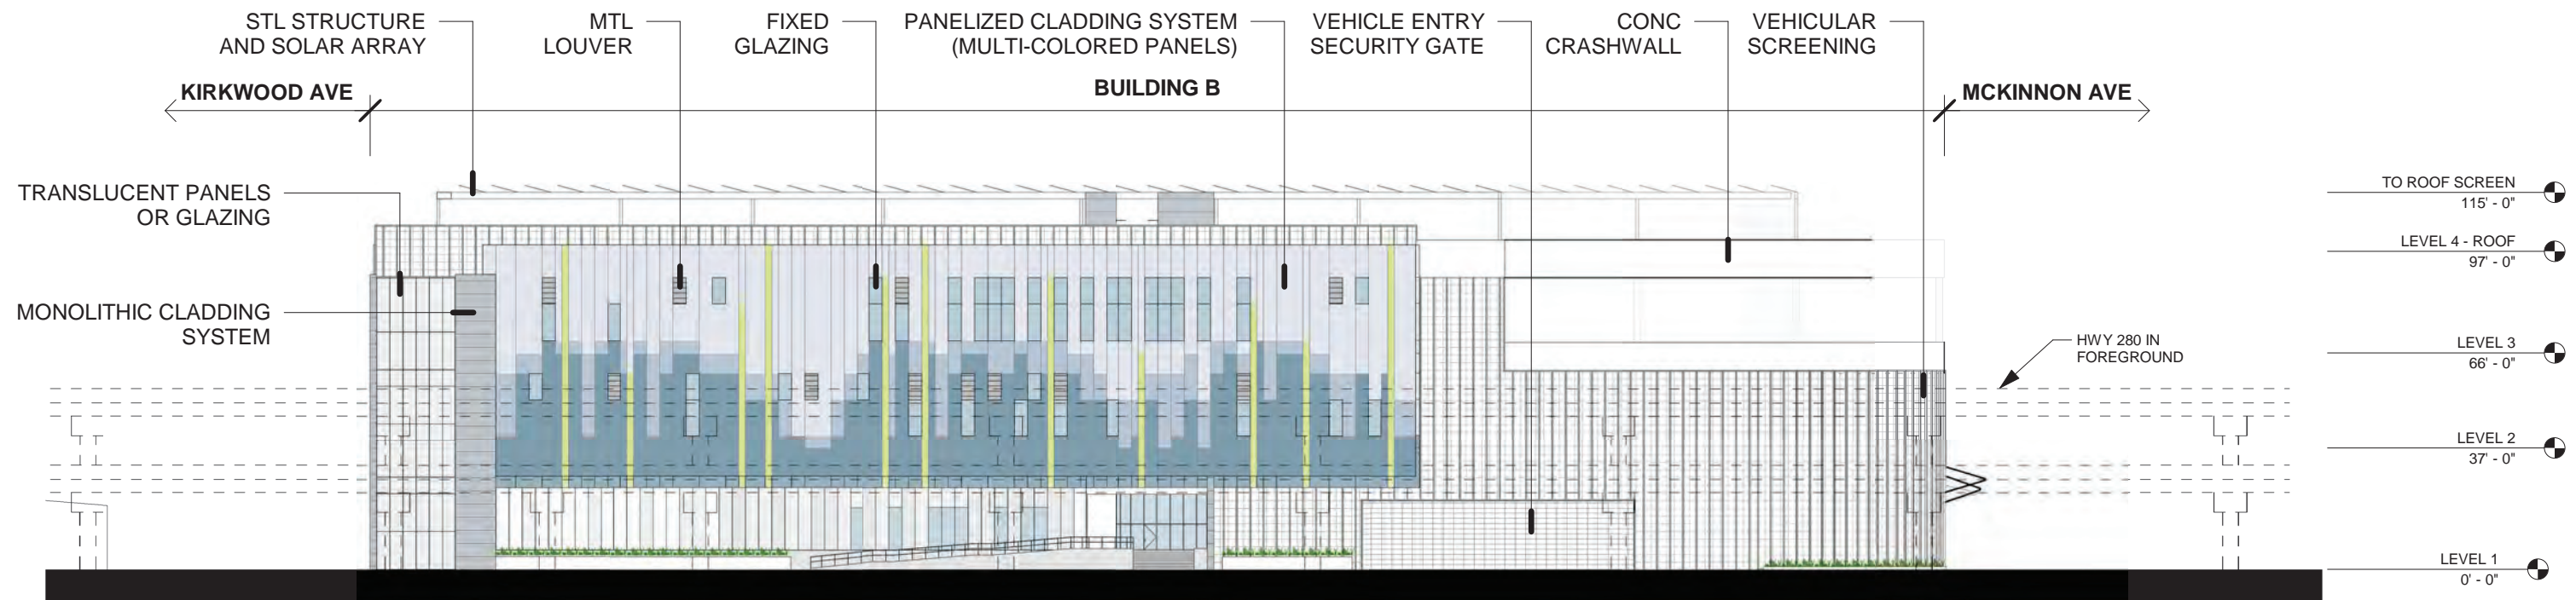 STL STRUCTURE
AND SOLAR ARRAY
MTL
LOUVER
FIXED
GLAZING
PANELIZED CLADDING SYSTEM
(MULTI-COLORED PANELS)
VEHICLE ENTRY
SECURITY GATE
CONC
CRASHWALL
VEHICULAR
SCREENING
KIRKWOOD AVE
BUILDING B
MCKINNON AVE
TRANSLUCENT PANELS
OR GLAZING
MONOLITHIC CLADDING
SYSTEM
HWY 280 IN
FOREGROUND
TO ROOF SCREEN
115' - 0"
LEVEL 4 - ROOF
97' - 0"
LEVEL 3
66' - 0"
LEVEL 2
37' - 0"
LEVEL 1
0' - 0"